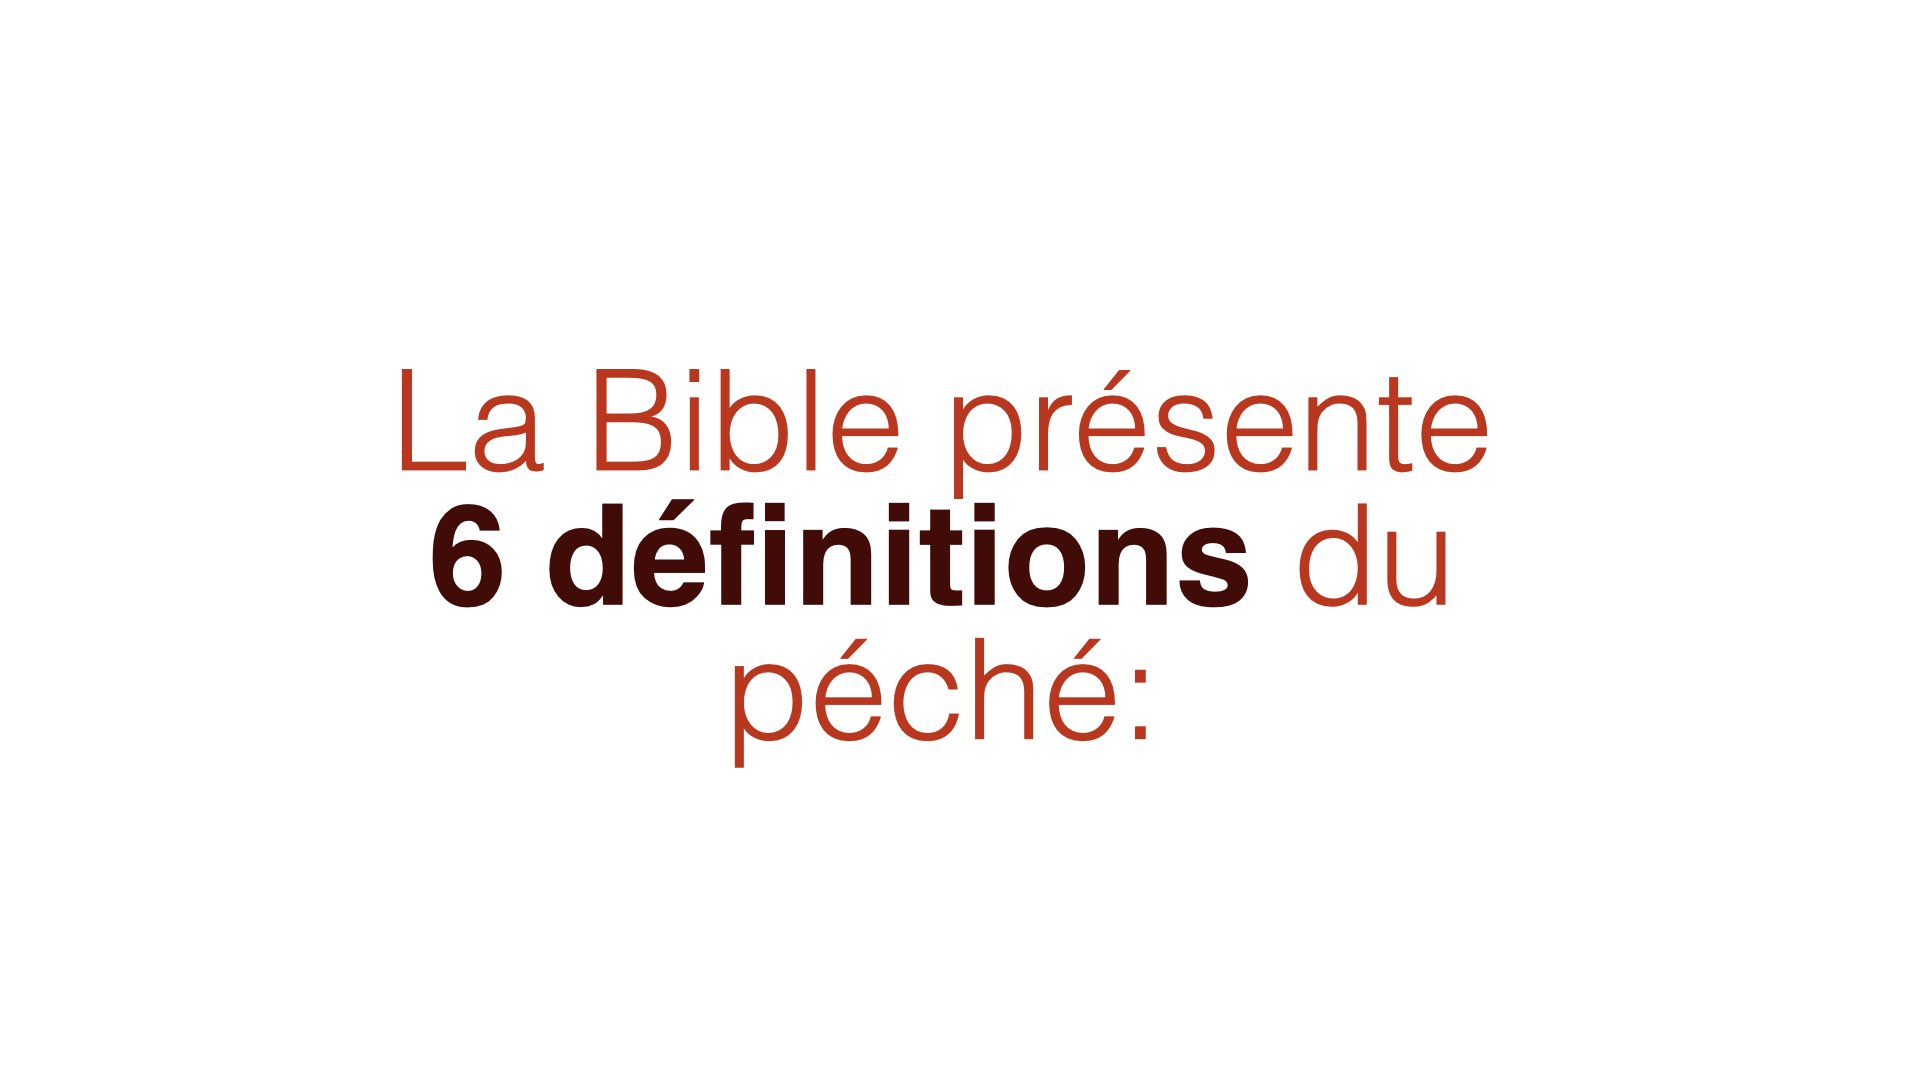 La Bible présente
6 définitions du
péché: